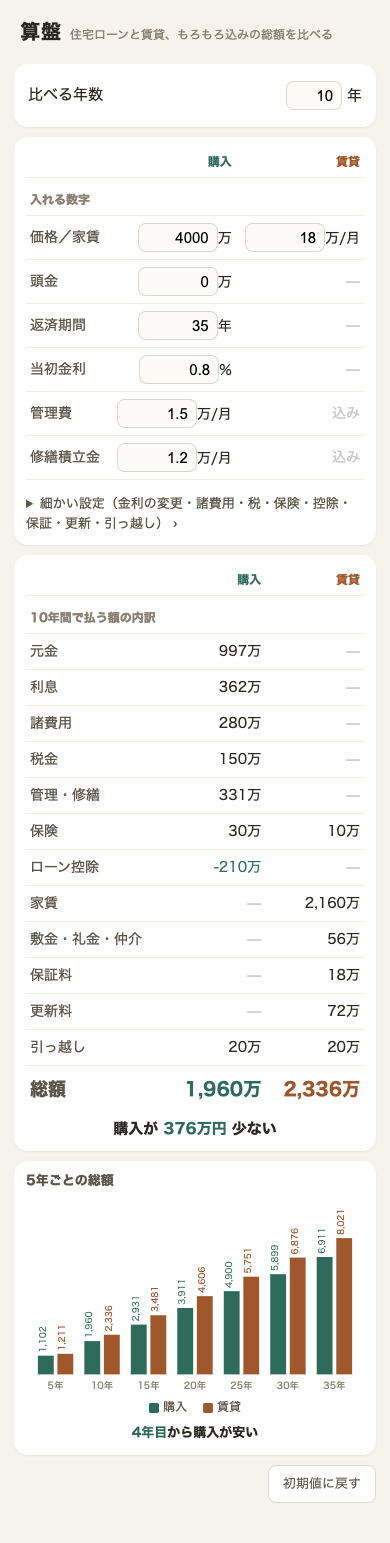 算盤 住宅ローンと賃貸、もろもろ込みの総額を比べる
比べる年数 10 年
購入 賃貸
入れる数字
価格／家賃 4000 万 18 万/月
頭金 0 万 —
返済期間 35 年 —
当初金利 0.8 % —
管理費 1.5 万/月 込み
修繕積立金 1.2 万/月 込み
▶ 細かい設定（金利の変更・諸費用・税・保険・控除・
保証・更新・引っ越し） ›
購入 賃貸
10年間で払う額の内訳
元金 997万 —
利息 362万 —
諸費用 280万 —
税金 150万 —
管理・修繕 331万 —
保険 30万 10万
ローン控除 -210万 —
家賃 — 2,160万
敷金・礼金・仲介 — 56万
保証料 — 18万
更新料 — 72万
引っ越し 20万 20万
総額 1,960万 2,336万
購入が 376万円 少ない
5年ごとの総額
1,102 1,211 1,960 2,336 2,931 3,481 3,911 4,606 4,900 5,751 5,899 6,876 6,911 8,021
5年 10年 15年 20年 25年 30年 35年
購入 賃貸
4年目から購入が安い
初期値に戻す